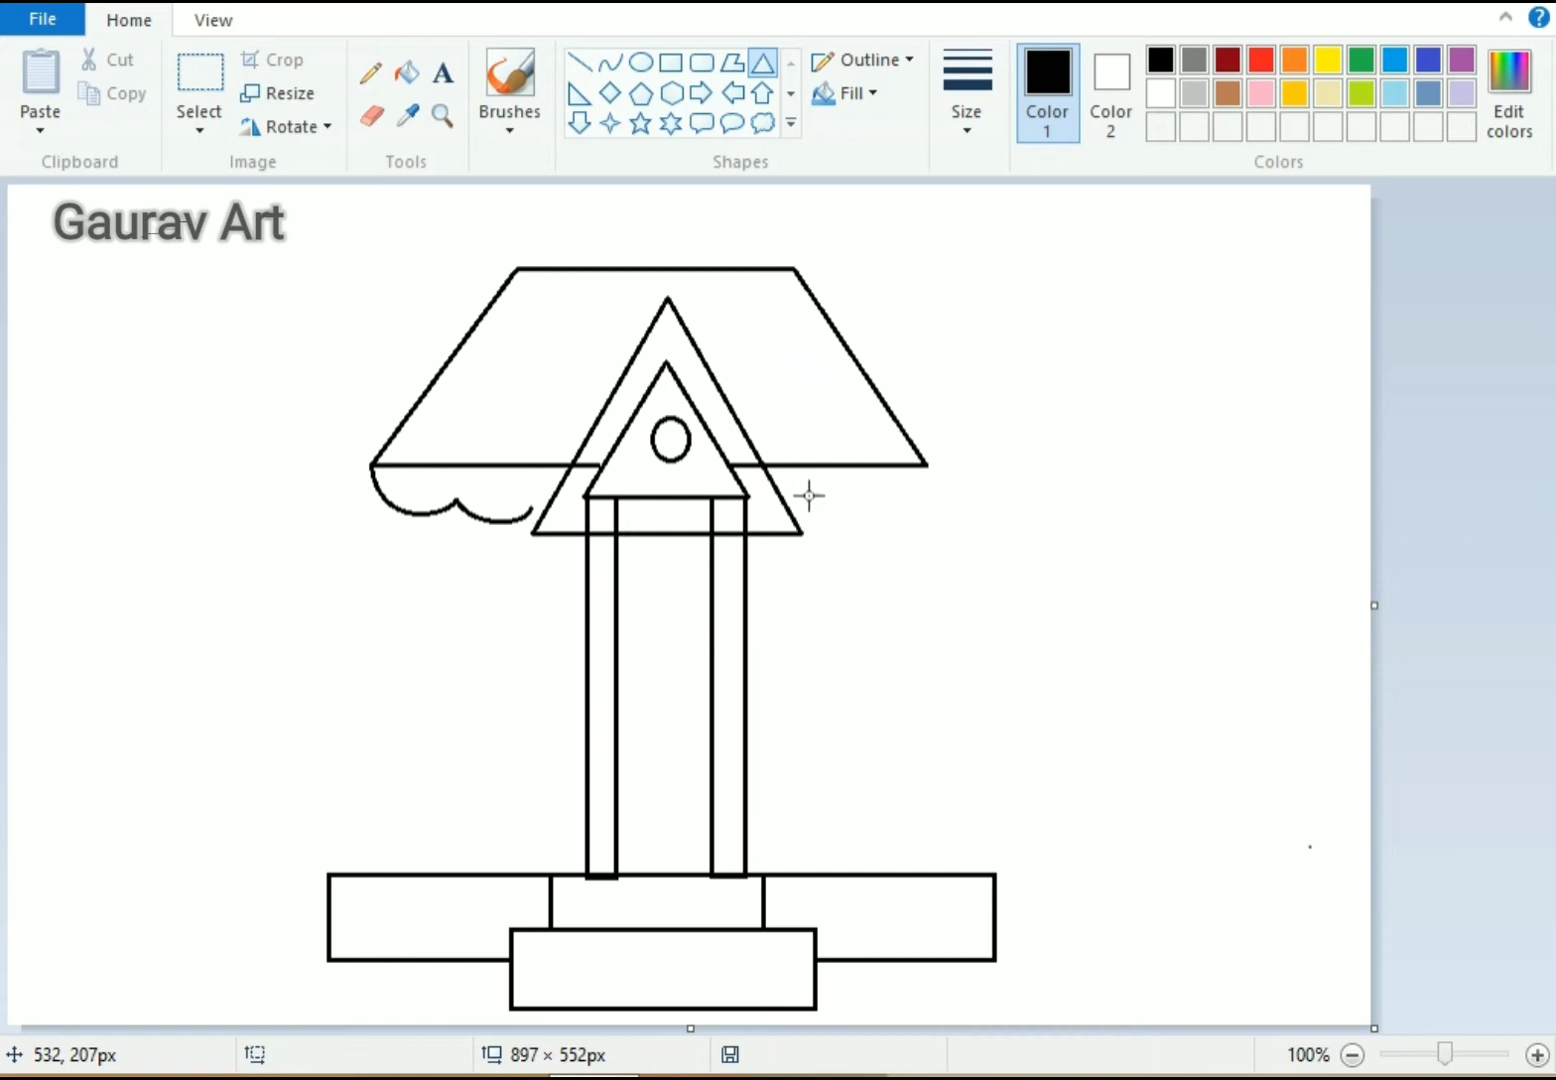 File Home View
Paste Cut Copy Select Crop Resize Rotate A Brushes Outline Fill Size Color 1 Color 2 Edit colors
Clipboard Image Tools Shapes Colors
Gaurav Art
532, 207px 897 × 552px 100%